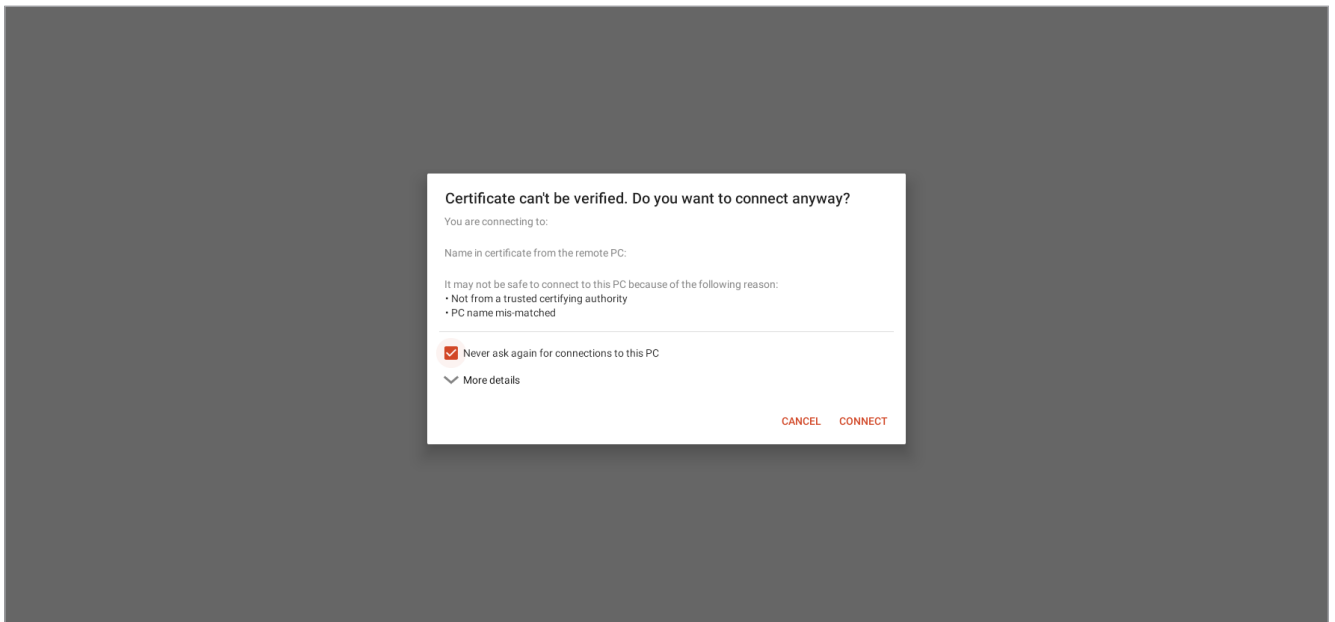 Certificate can't be verified. Do you want to connect anyway?
You are connecting to:
Name in certificate from the remote PC:
It may not be safe to connect to this PC because of the following reason:
• Not from a trusted certifying authority
• PC name mis-matched
Never ask again for connections to this PC
More details
CANCEL CONNECT